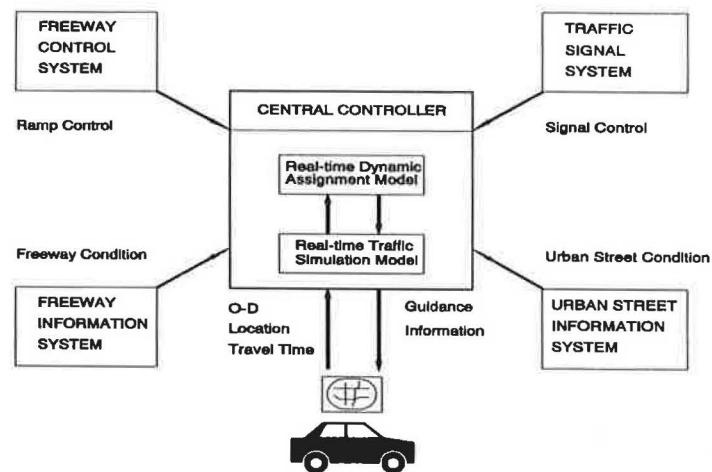 FREEWAY
CONTROL
SYSTEM
TRAFFIC
SIGNAL
SYSTEM
CENTRAL CONTROLLER
Ramp Control
Signal Control
Real-time Dynamic
Assignment Model
Real-time Traffic
Simulation Model
Freeway Condition
Urban Street Condition
FREEWAY
INFORMATION
SYSTEM
O-D
Location
Travel Time
Guidance
Information
URBAN STREET
INFORMATION
SYSTEM